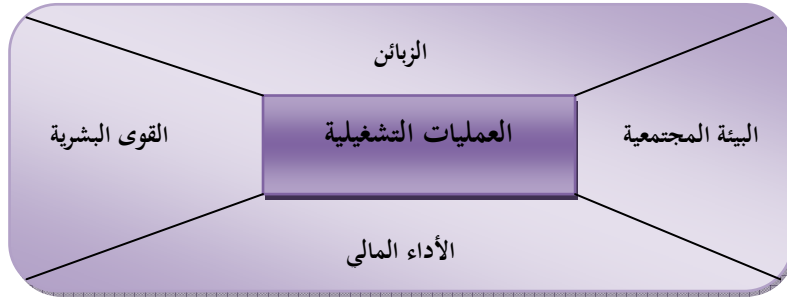 الزبائن
البيئة المجتمعية
العمليات التشغيلية
القوى البشرية
الأداء المالي